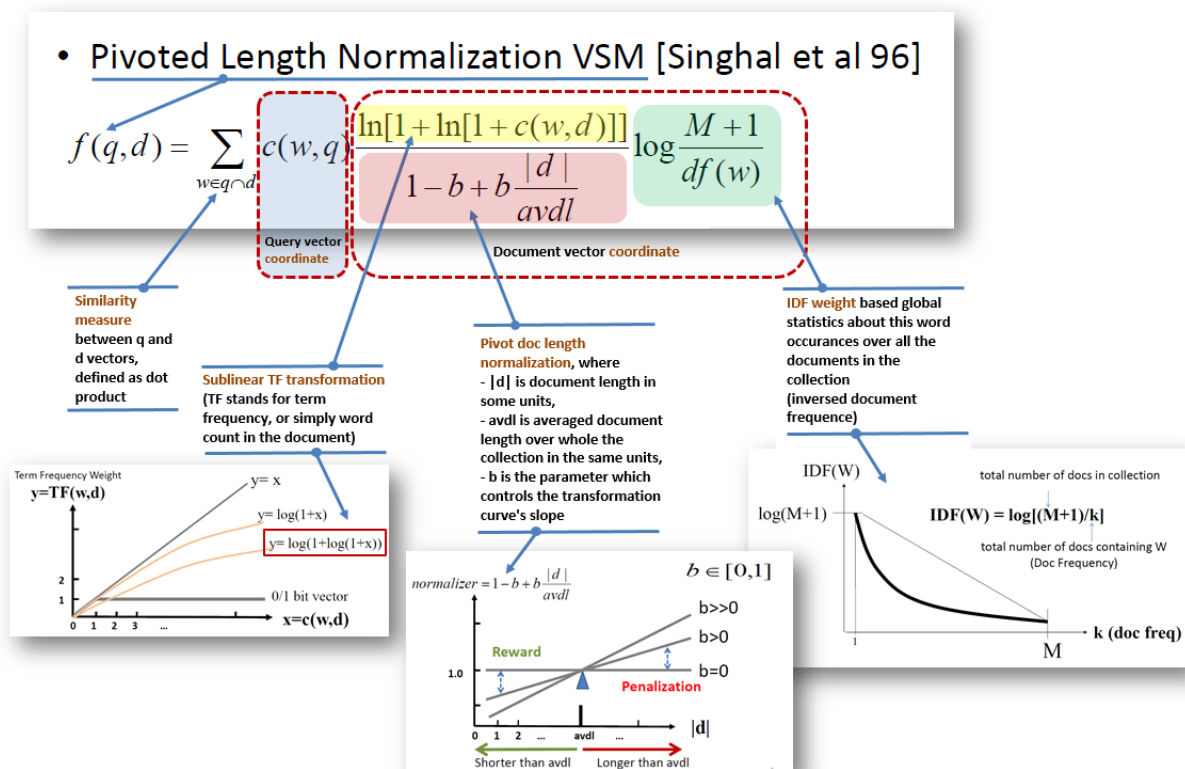 • Pivoted Length Normalization VSM [Singhal et al 96]
f(q,d) = ∑ w∈q∩d c(w,q) ln[1+ln[1+c(w,d)]] / 1−b+b |d|/avdl log M+1/df(w)
Query vector
coordinate
Document vector coordinate
Similarity
measure
between q and
d vectors,
defined as dot
product
Sublinear TF transformation
(TF stands for term
frequency, or simply word
count in the document)
Pivot doc length
normalization, where
- |d| is document length in
some units,
- avdl is averaged document
length over whole the
collection in the same units,
- b is the parameter which
controls the transformation
curve's slope
IDF weight based global
statistics about this word
occurances over all the
documents in the
collection
(inversed document
frequence)
Term Frequency Weight
y=TF(w,d)
y= x
y= log(1+x)
y= log(1+log(1+x))
2
1
0/1 bit vector
0 1 2 3 ...
x=c(w,d)
normalizer = 1−b+b |d|/avdl
b ∈ [0,1]
b>>0
b>0
b=0
Reward
1.0
Penalization
0 1 2 ... avdl ...
|d|
Shorter than avdl
Longer than avdl
IDF(W)
total number of docs in collection
log(M+1)
IDF(W) = log[(M+1)/k]
total number of docs containing W
(Doc Frequency)
k (doc freq)
1
M